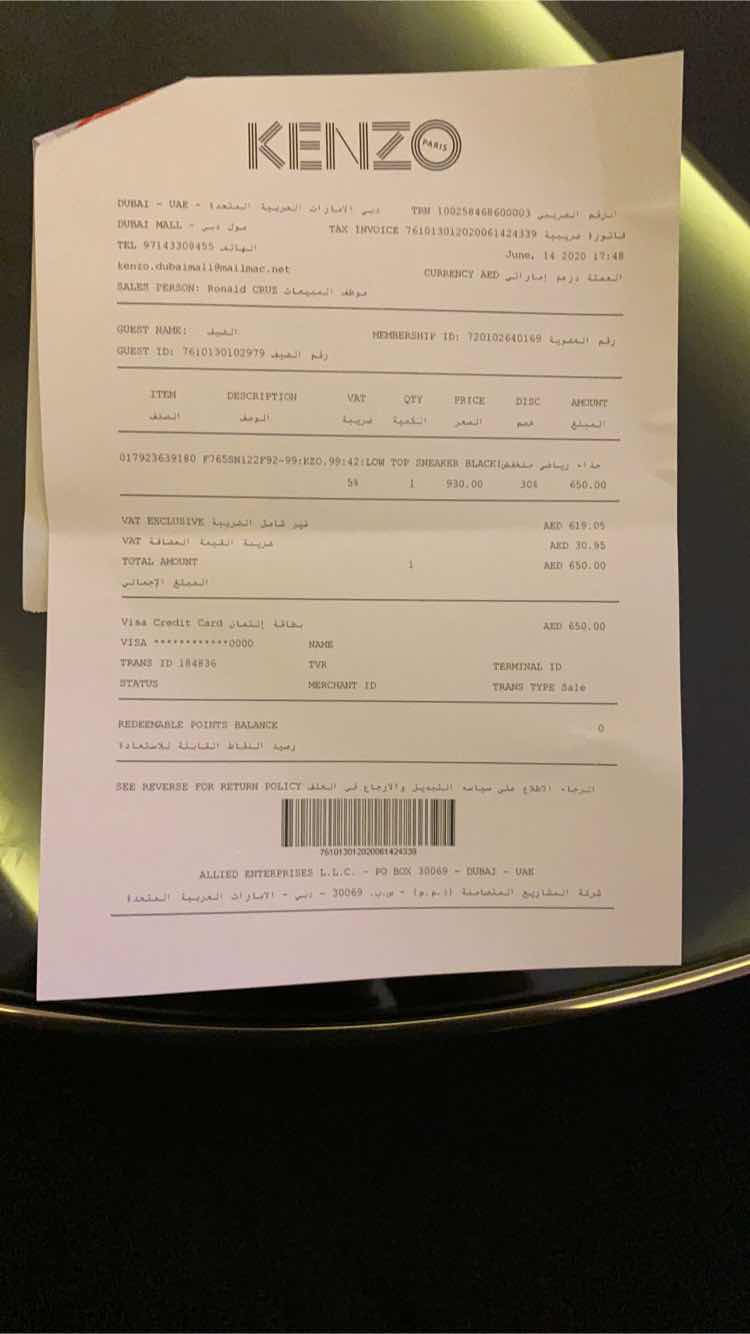 KENZO PARIS
DUBAI - UAE - دبي الامارات العربية المتحدة TRN 100258468600003 الرقم الضريبي
DUBAI MALL - مول دبي TAX INVOICE 761013012020061424339 فاتورة ضريبية
TEL 97143308455 الهاتف June, 14 2020 17:48
kenzo.dubaimall@mailmac.net CURRENCY AED العملة درهم إماراتي
SALES PERSON: Ronald CRUZ موظف المبيعات
GUEST NAME: الضيف MEMBERSHIP ID: 720102640169 رقم العضوية
GUEST ID: 7610130102979 رقم الضيف
ITEM DESCRIPTION VAT QTY PRICE DISC AMOUNT
الصنف الوصف ضريبة الكمية السعر خصم المبلغ
017923639180 F765SN122F92-99:KZO.99:42:LOW TOP SNEAKER BLACK|حذاء رياضي منخفض
5% 1 930.00 30% 650.00
VAT EXCLUSIVE غير شامل الضريبة AED 619.05
VAT ضريبة القيمة المضافة AED 30.95
TOTAL AMOUNT 1 AED 650.00
المبلغ الإجمالي
Visa Credit Card بطاقة إئتمان AED 650.00
VISA ************0000 NAME
TRANS ID 184836 TVR TERMINAL ID
STATUS MERCHANT ID TRANS TYPE Sale
REDEEMABLE POINTS BALANCE 0
رصيد النقاط القابلة للاستعادة
SEE REVERSE FOR RETURN POLICY الرجاء الاطلاع على سياسة التبديل والارجاع في الخلف
761013012020061424339
ALLIED ENTERPRISES L.L.C. - PO BOX 30069 - DUBAI - UAE
شركة المشاريع المتضامنة (ذ.م.م) - ص.ب. 30069 - دبي - الامارات العربية المتحدة